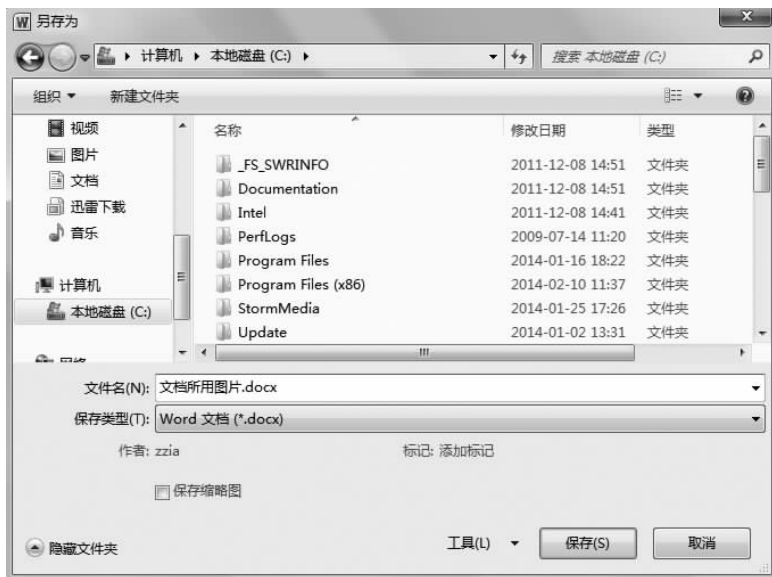 另存为
计算机 本地磁盘 (C:)
搜索 本地磁盘 (C:)
组织 新建文件夹
视频
图片
文档
迅雷下载
音乐
计算机
本地磁盘 (C:)
网络
名称 修改日期 类型
_FS_SWRINFO 2011-12-08 14:51 文件夹
Documentation 2011-12-08 14:51 文件夹
Intel 2011-12-08 14:41 文件夹
PerfLogs 2009-07-14 11:20 文件夹
Program Files 2014-01-16 18:22 文件夹
Program Files (x86) 2014-02-10 11:37 文件夹
StormMedia 2014-01-25 17:26 文件夹
Update 2014-01-02 13:31 文件夹
文件名(N): 文档所用图片.docx
保存类型(T): Word 文档 (*.docx)
作者: zzia 标记: 添加标记
保存缩略图
隐藏文件夹 工具(L) 保存(S) 取消